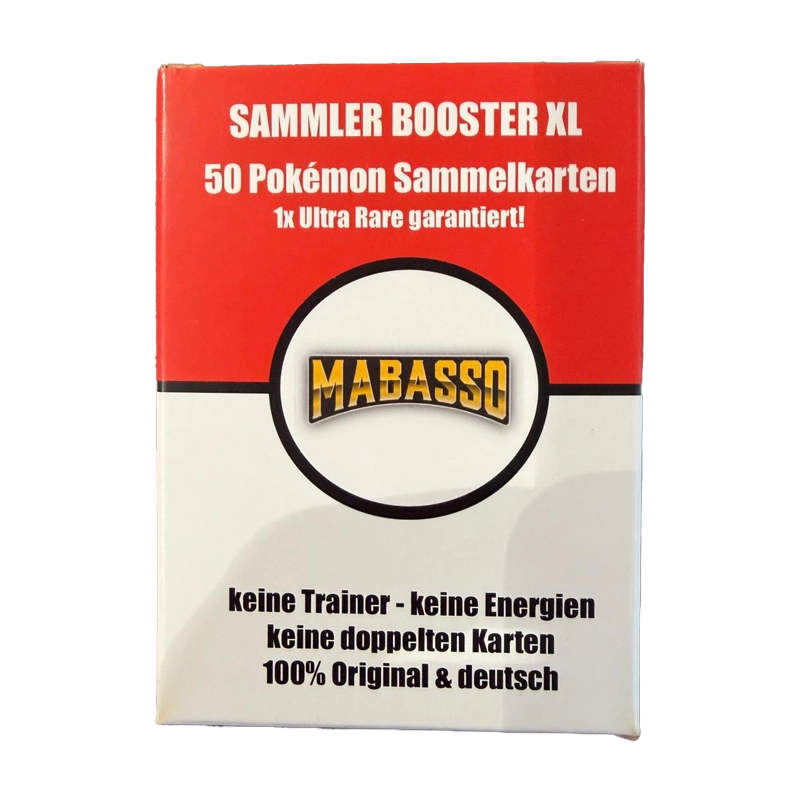 SAMMLER BOOSTER XL
50 Pokémon Sammelkarten
1x Ultra Rare garantiert!
MABASSO
keine Trainer - keine Energien
keine doppelten Karten
100% Original & deutsch